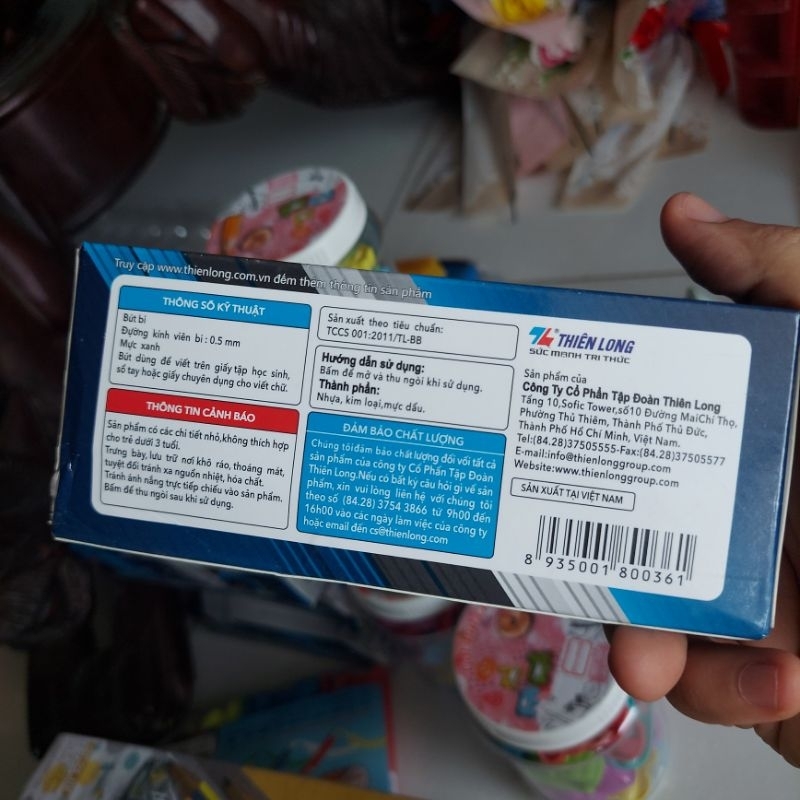 Truy cập www.thienlong.com.vn để tìm thêm thông tin sản phẩm
THÔNG SỐ KỸ THUẬT
Bút bi
Đường kính viên bi : 0.5 mm
Mực xanh
Bút dùng để viết trên giấy tập học sinh,
sổ tay hoặc giấy chuyên dụng cho viết chữ.
THÔNG TIN CẢNH BÁO
Sản phẩm có các chi tiết nhỏ,không thích hợp
cho trẻ dưới 3 tuổi.
Trưng bày, lưu trữ nơi khô ráo, thoáng mát,
tuyệt đối tránh xa nguồn nhiệt, hóa chất.
Tránh ánh nắng trực tiếp chiếu vào sản phẩm.
Bấm để thu ngòi sau khi sử dụng.
Sản xuất theo tiêu chuẩn:
TCCS 001:2011/TL-BB
Hướng dẫn sử dụng:
Bấm để mở và thu ngòi khi sử dụng.
Thành phần:
Nhựa, kim loại,mực dầu.
ĐẢM BẢO CHẤT LƯỢNG
Chúng tôi đảm bảo chất lượng đối với tất cả
sản phẩm của công ty Cổ Phần Tập Đoàn
Thiên Long.Nếu có bất kỳ câu hỏi gì về sản
phẩm, xin vui lòng liên hệ với chúng tôi
theo số (84.28) 3754 3866 từ 9h00 đến
16h00 vào các ngày làm việc của công ty
hoặc email đến cs@thienlong.com
THIÊN LONG
SỨC MẠNH TRI THỨC
Sản phẩm của
Công Ty Cổ Phần Tập Đoàn Thiên Long
Tầng 10,Sofic Tower,số10 Đường MaiChí Thọ,
Phường Thủ Thiêm, Thành Phố Thủ Đức,
Thành Phố Hồ Chí Minh, Việt Nam.
Tel:(84.28)37505555-Fax:(84.28)37505577
E-mail:info@thienlonggroup.com
Website:www.thienlonggroup.com
SẢN XUẤT TẠI VIỆT NAM
8 935001 800361